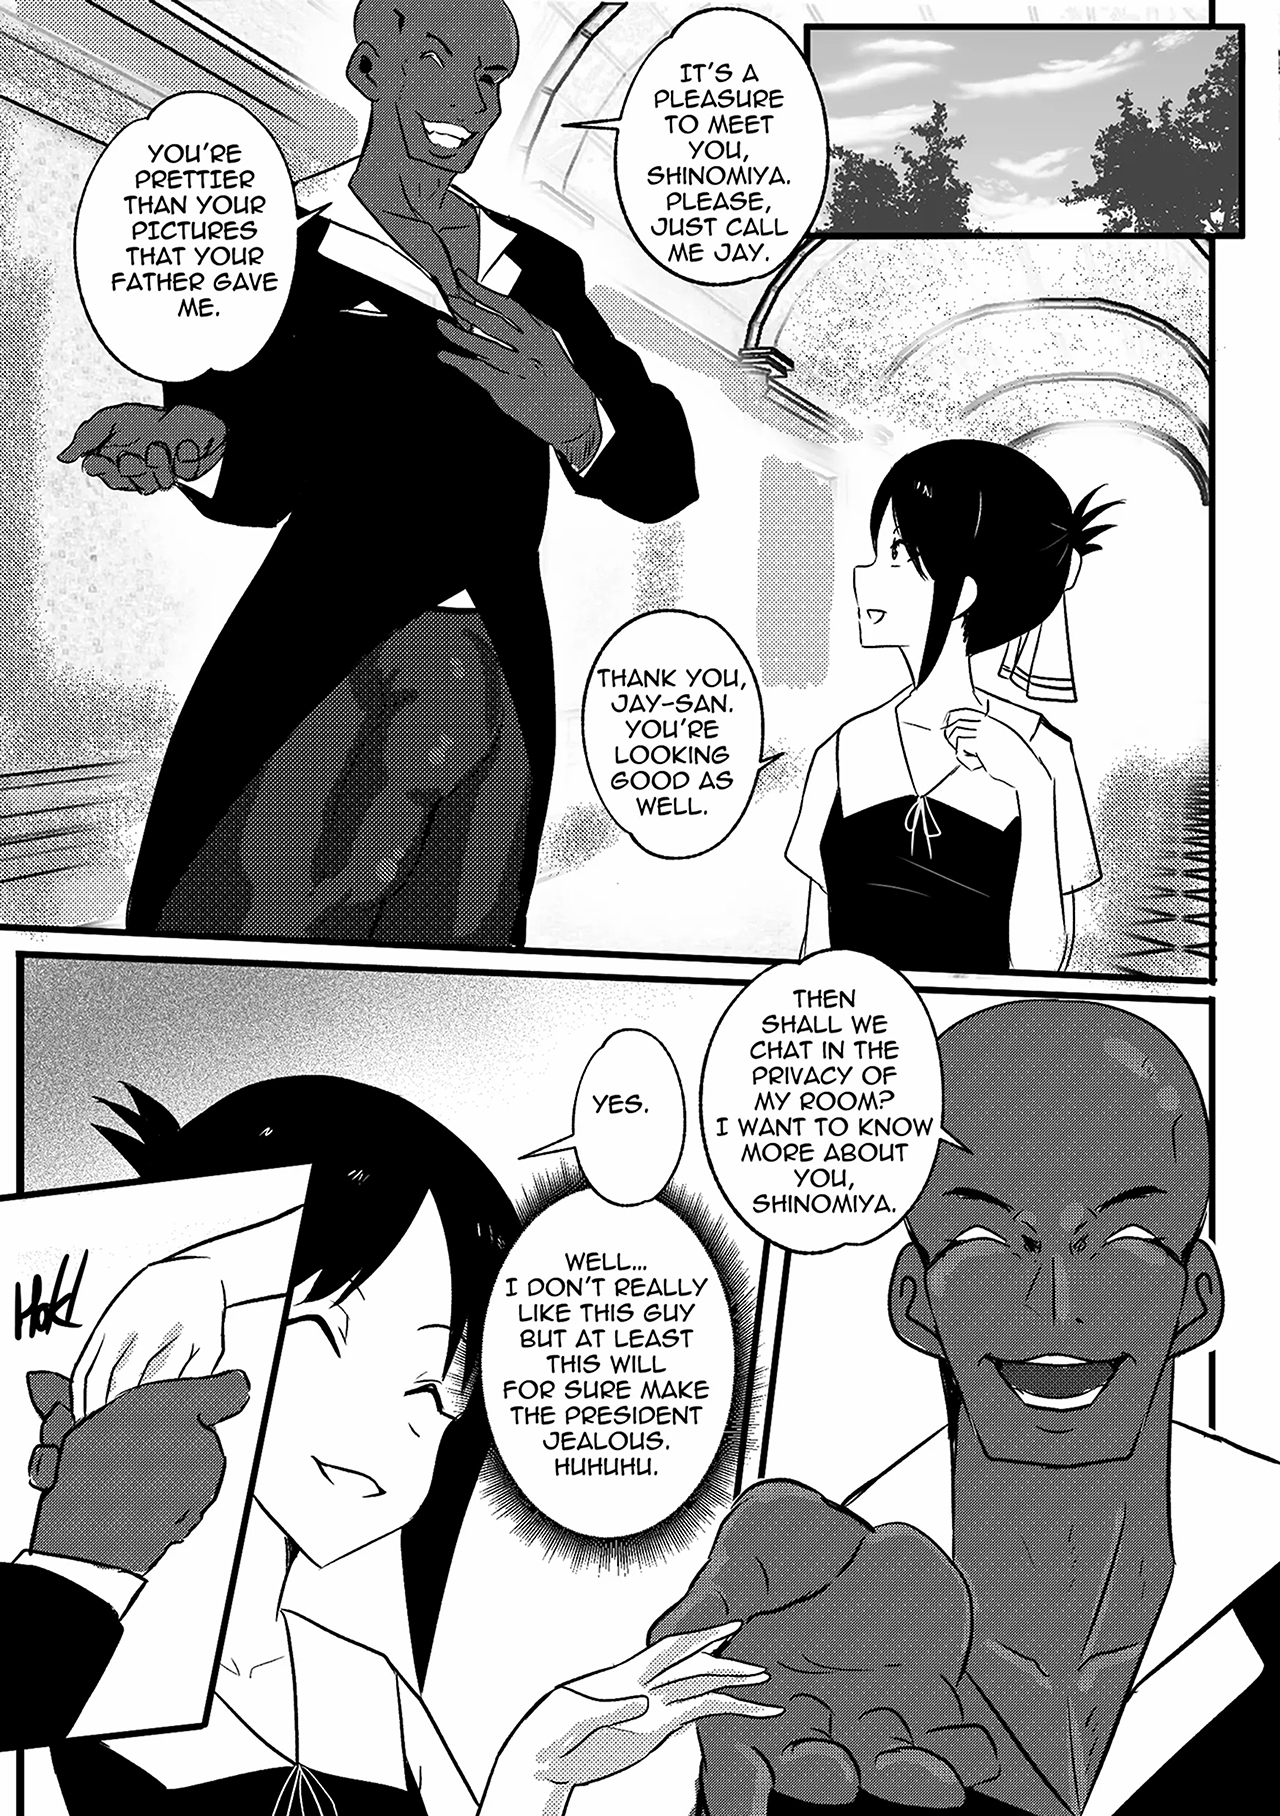 IT'S A
PLEASURE
TO MEET
YOU,
SHINOMIYA.
PLEASE,
JUST CALL
ME JAY.
YOU'RE
PRETTIER
THAN YOUR
PICTURES
THAT YOUR
FATHER GAVE
ME.
THANK YOU,
JAY-SAN.
YOU'RE
LOOKING
GOOD AS
WELL.
THEN
SHALL WE
CHAT IN THE
PRIVACY OF
MY ROOM?
I WANT TO KNOW
MORE ABOUT
YOU,
SHINOMIYA.
YES.
WELL...
I DON'T REALLY
LIKE THIS GUY
BUT AT LEAST
THIS WILL
FOR SURE MAKE
THE PRESIDENT
JEALOUS.
HUHUHU.